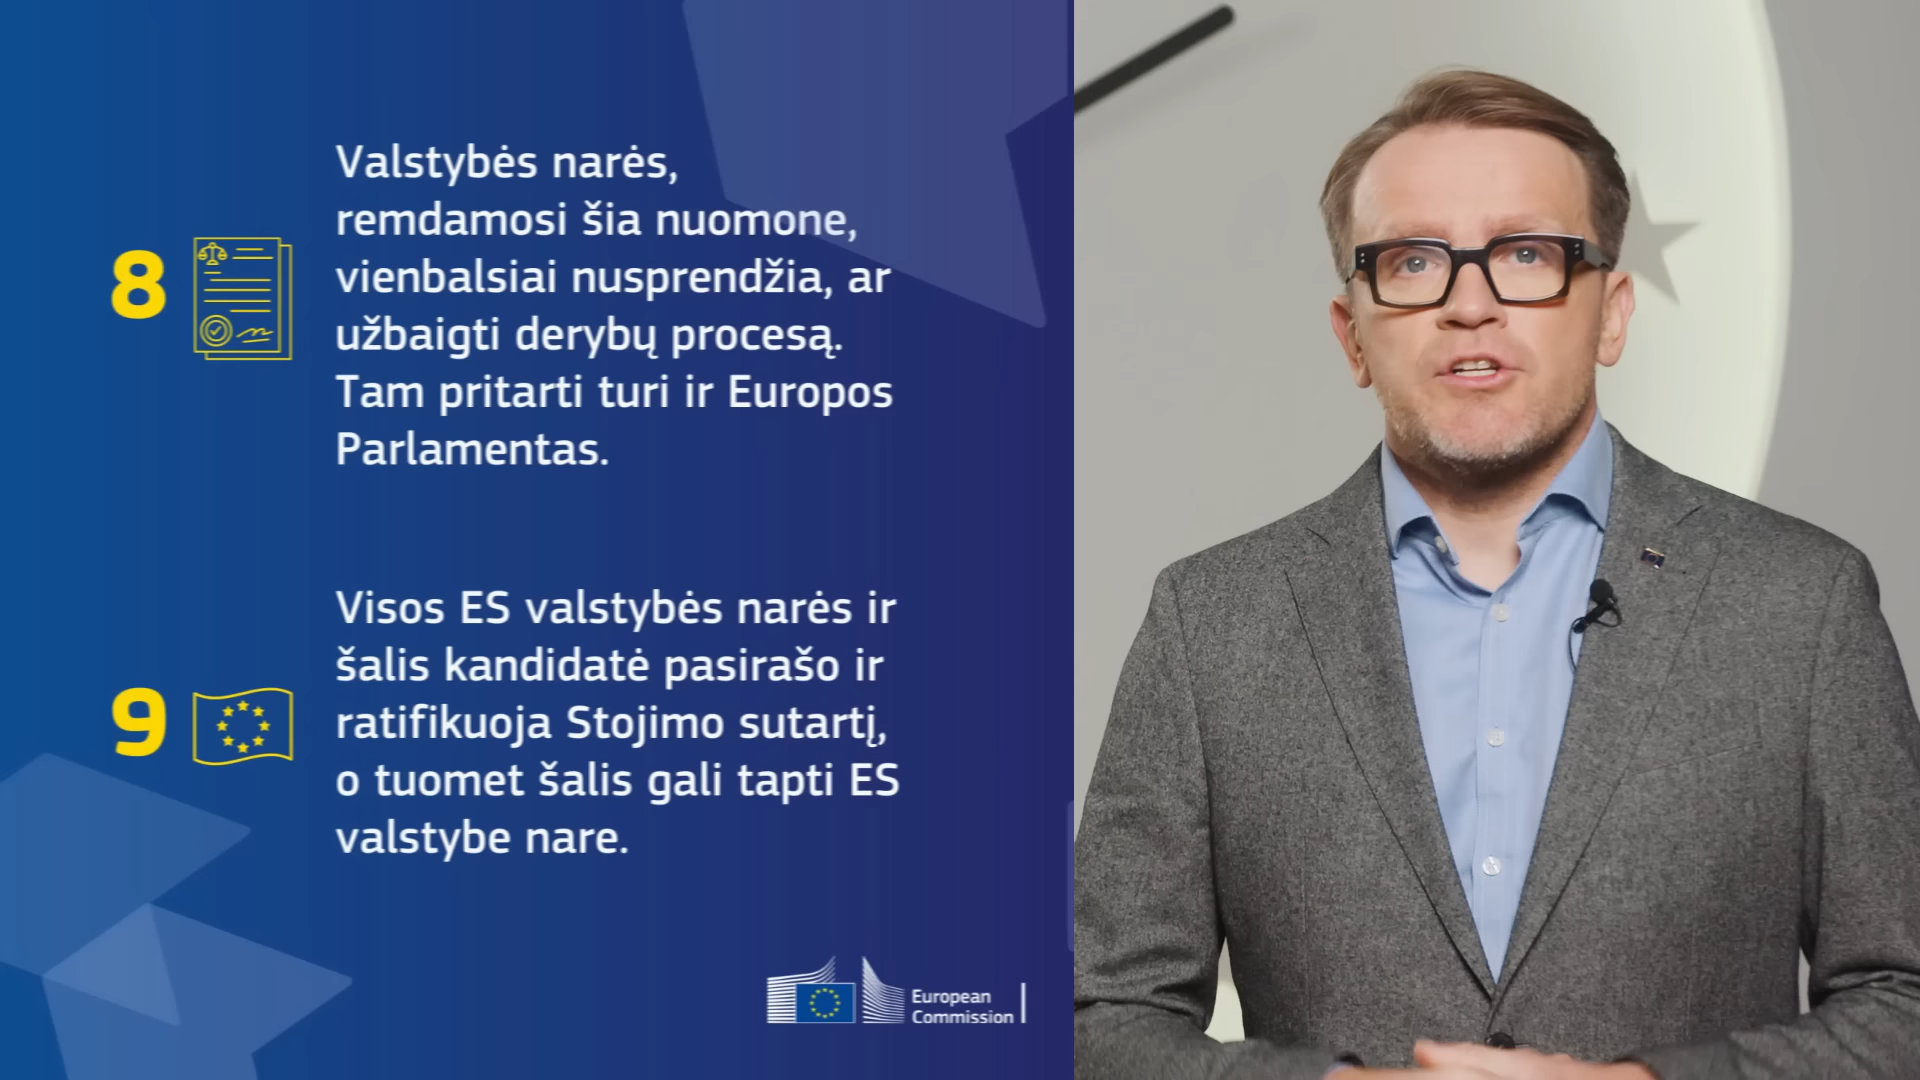 8
Valstybės narės,
remdamosi šia nuomone,
vienbalsiai nusprendžia, ar
užbaigti derybų procesą.
Tam pritarti turi ir Europos
Parlamentas.
9
Visos ES valstybės narės ir
šalis kandidatė pasirašo ir
ratifikuoja Stojimo sutartį,
o tuomet šalis gali tapti ES
valstybe nare.
European
Commission